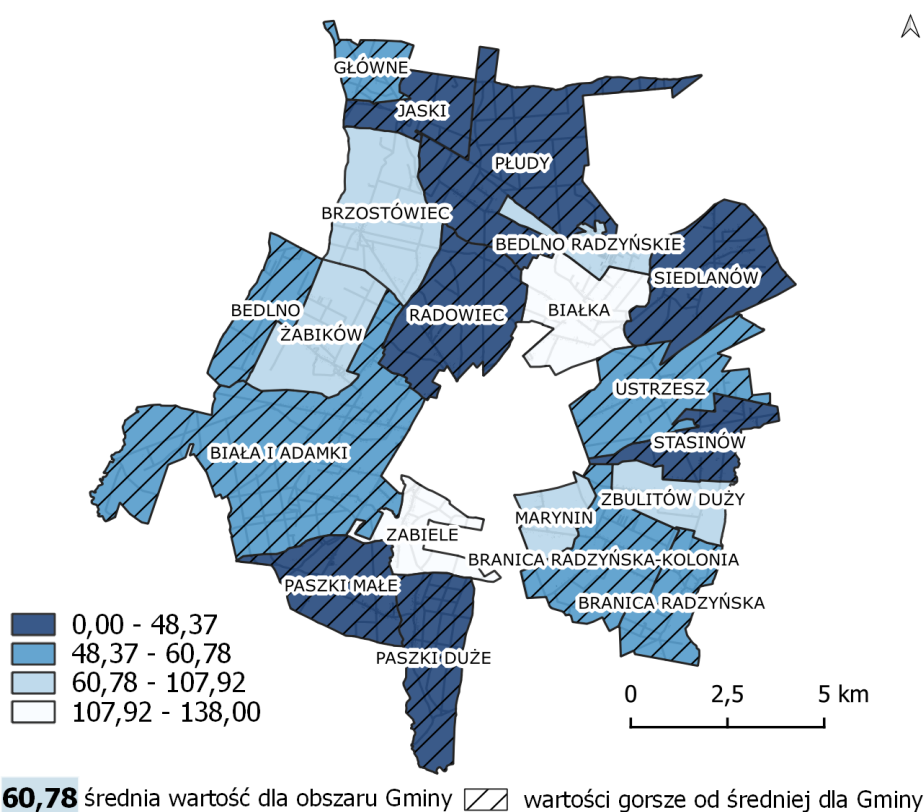 GŁÓWNE
JASKI
PŁUDY
BRZOSTÓWIEC
BEDLNO RADZYŃSKIE
SIEDLANÓW
BEDLNO
RADOWIEC
BIAŁKA
ŻABIKÓW
USTRZESZ
STASINÓW
BIAŁA I ADAMKI
ZBULITÓW DUŻY
MARYNIN
ZABIELE
BRANICA RADZYŃSKA-KOLONIA
PASZKI MAŁE
BRANICA RADZYŃSKA
PASZKI DUŻE
0,00 - 48,37
48,37 - 60,78
60,78 - 107,92
107,92 - 138,00
0 2,5 5 km
60,78 średnia wartość dla obszaru Gminy wartości gorsze od średniej dla Gminy